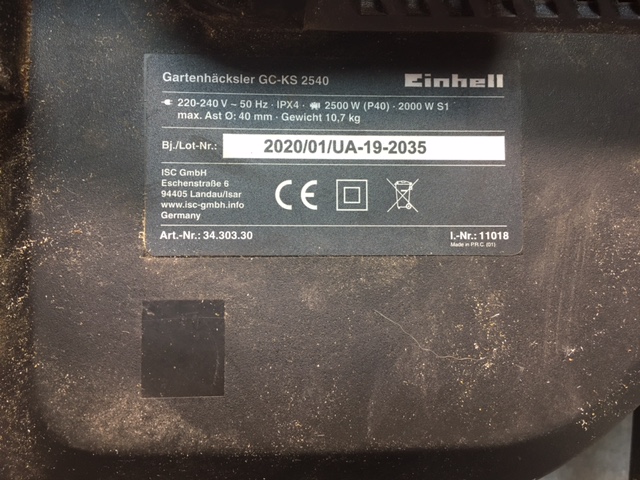 Gartenhäcksler GC-KS 2540 Einhell
220-240 V ~ 50 Hz · IPX4 · 2500 W (P40) · 2000 W S1
max. Ast O: 40 mm · Gewicht 10,7 kg
Bj./Lot-Nr.: 2020/01/UA-19-2035
ISC GmbH
Eschenstraße 6
94405 Landau/Isar
www.isc-gmbh.info
Germany
CE
Art.-Nr.: 34.303.30 I.-Nr.: 11018
Made in P.R.C. (01)